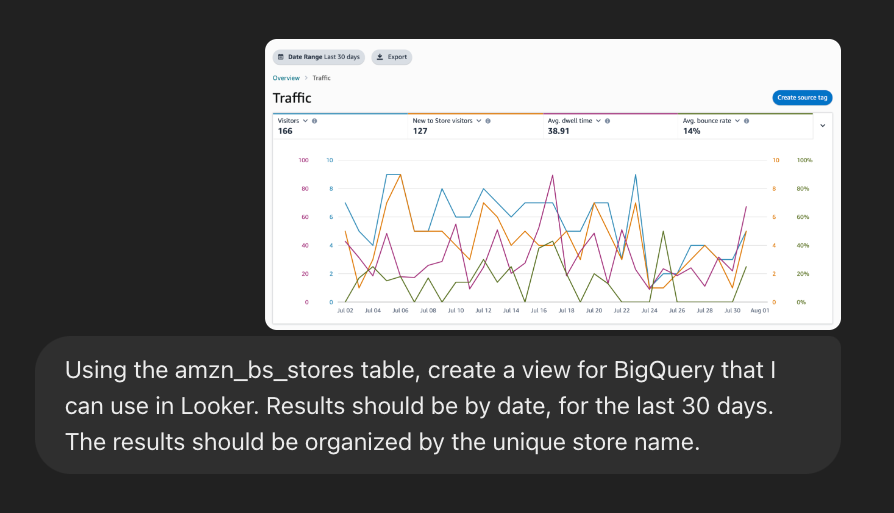 Date Range Last 30 days
Export
Overview > Traffic
Traffic
Create source tag
Visitors
166
New to Store visitors
127
Avg. dwell time
38.91
Avg. bounce rate
14%
100 10 10 100%
80 8 8 80%
60 6 6 60%
40 4 4 40%
20 2 2 20%
0 0 0 0%
Jul 02 Jul 04 Jul 06 Jul 08 Jul 10 Jul 12 Jul 14 Jul 16 Jul 18 Jul 20 Jul 22 Jul 24 Jul 26 Jul 28 Jul 30 Aug 01
Using the amzn_bs_stores table, create a view for BigQuery that I
can use in Looker. Results should be by date, for the last 30 days.
The results should be organized by the unique store name.